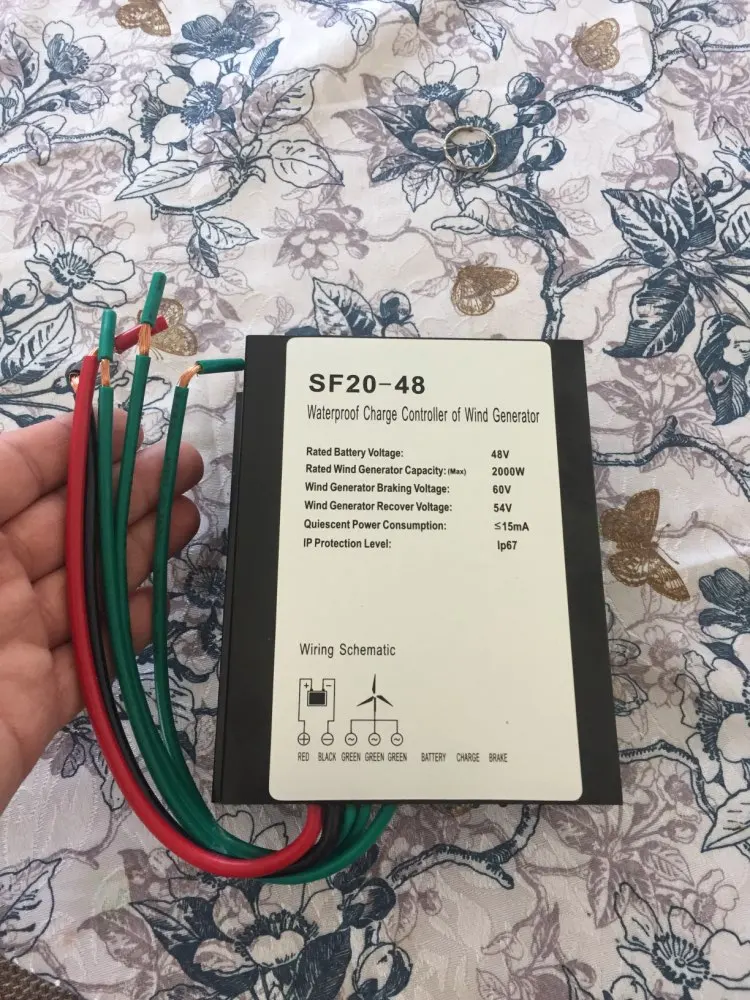 SF20-48
Waterproof Charge Controller of Wind Generator
Rated Battery Voltage: 48V
Rated Wind Generator Capacity:(Max) 2000W
Wind Generator Braking Voltage: 60V
Wind Generator Recover Voltage: 54V
Quiescent Power Consumption: ≤15mA
IP Protection Level: Ip67
Wiring Schematic
+ −
+ − ~ ~ ~
RED BLACK GREEN GREEN GREEN BATTERY CHARGE BRAKE